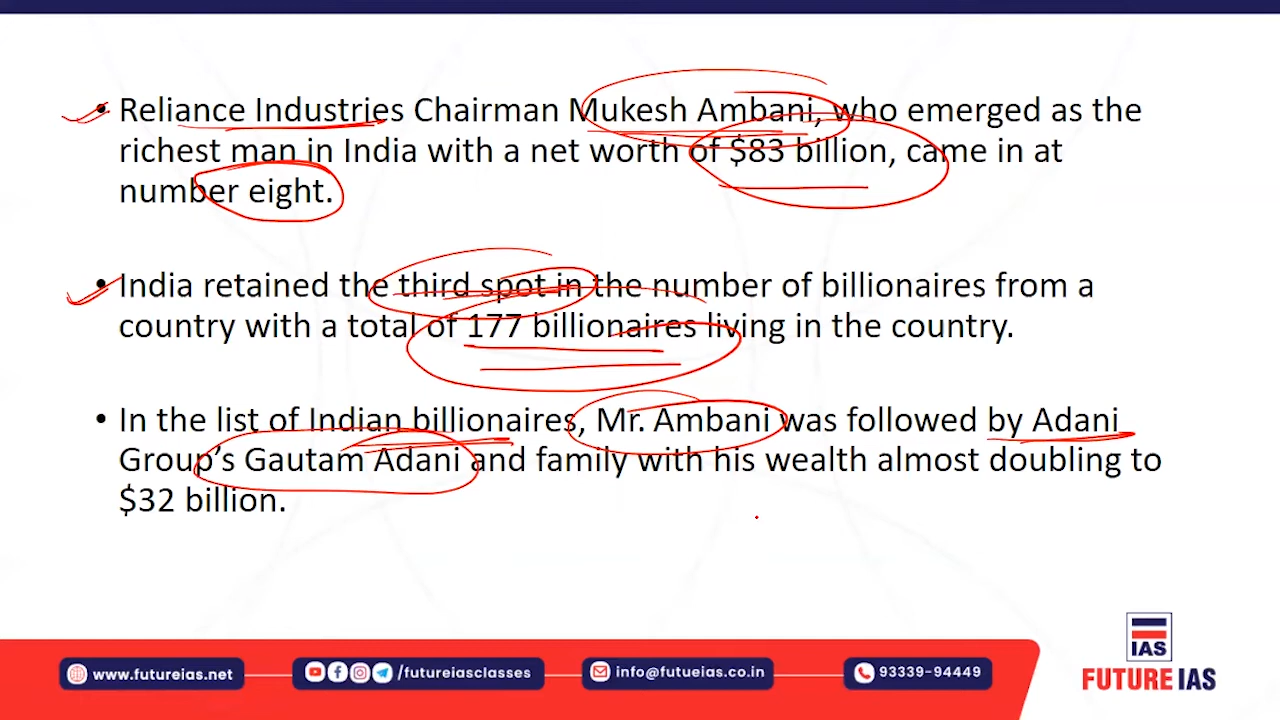 • Reliance Industries Chairman Mukesh Ambani, who emerged as the
richest man in India with a net worth of $83 billion, came in at
number eight.
• India retained the third spot in the number of billionaires from a
country with a total of 177 billionaires living in the country.
• In the list of Indian billionaires, Mr. Ambani was followed by Adani
Group’s Gautam Adani and family with his wealth almost doubling to
$32 billion.
IAS
FUTURE IAS
www.futureias.net
/futureiasclasses
info@futueias.co.in
93339-94449